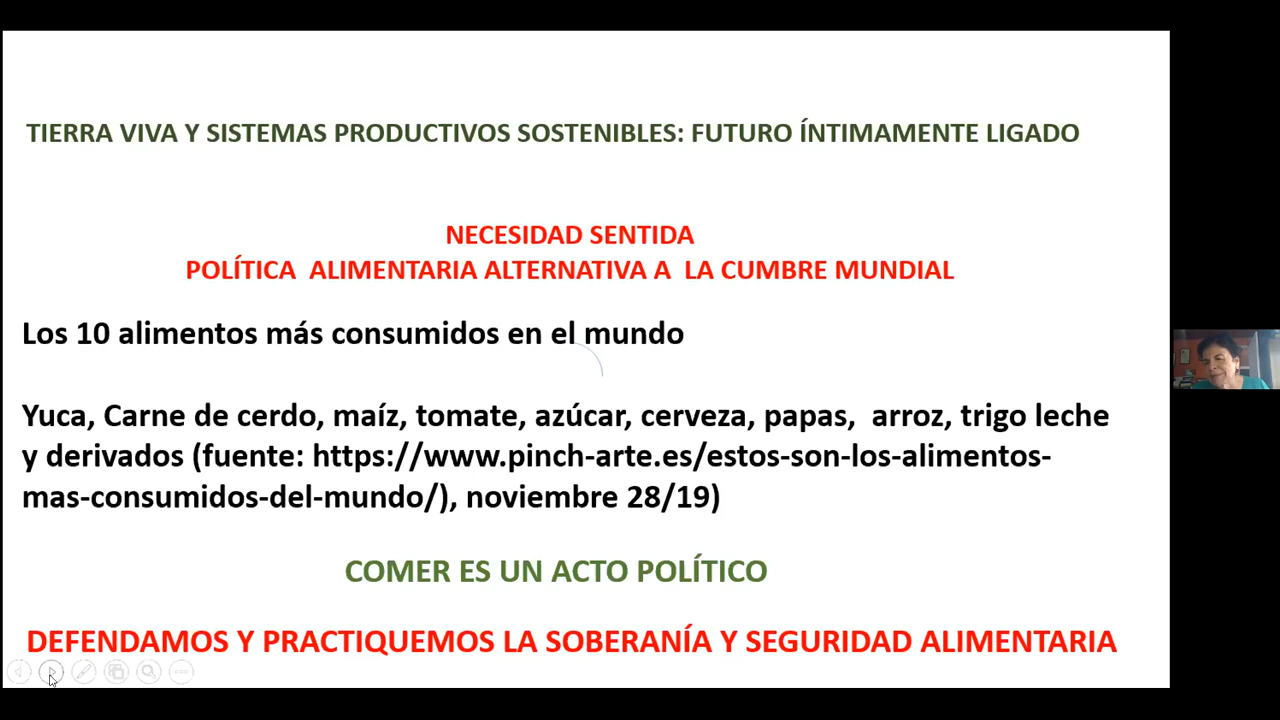 TIERRA VIVA Y SISTEMAS PRODUCTIVOS SOSTENIBLES: FUTURO ÍNTIMAMENTE LIGADO
NECESIDAD SENTIDA
POLÍTICA ALIMENTARIA ALTERNATIVA A LA CUMBRE MUNDIAL
Los 10 alimentos más consumidos en el mundo
Yuca, Carne de cerdo, maíz, tomate, azúcar, cerveza, papas, arroz, trigo leche
y derivados (fuente: https://www.pinch-arte.es/estos-son-los-alimentos-
mas-consumidos-del-mundo/), noviembre 28/19)
COMER ES UN ACTO POLÍTICO
DEFENDAMOS Y PRACTIQUEMOS LA SOBERANÍA Y SEGURIDAD ALIMENTARIA